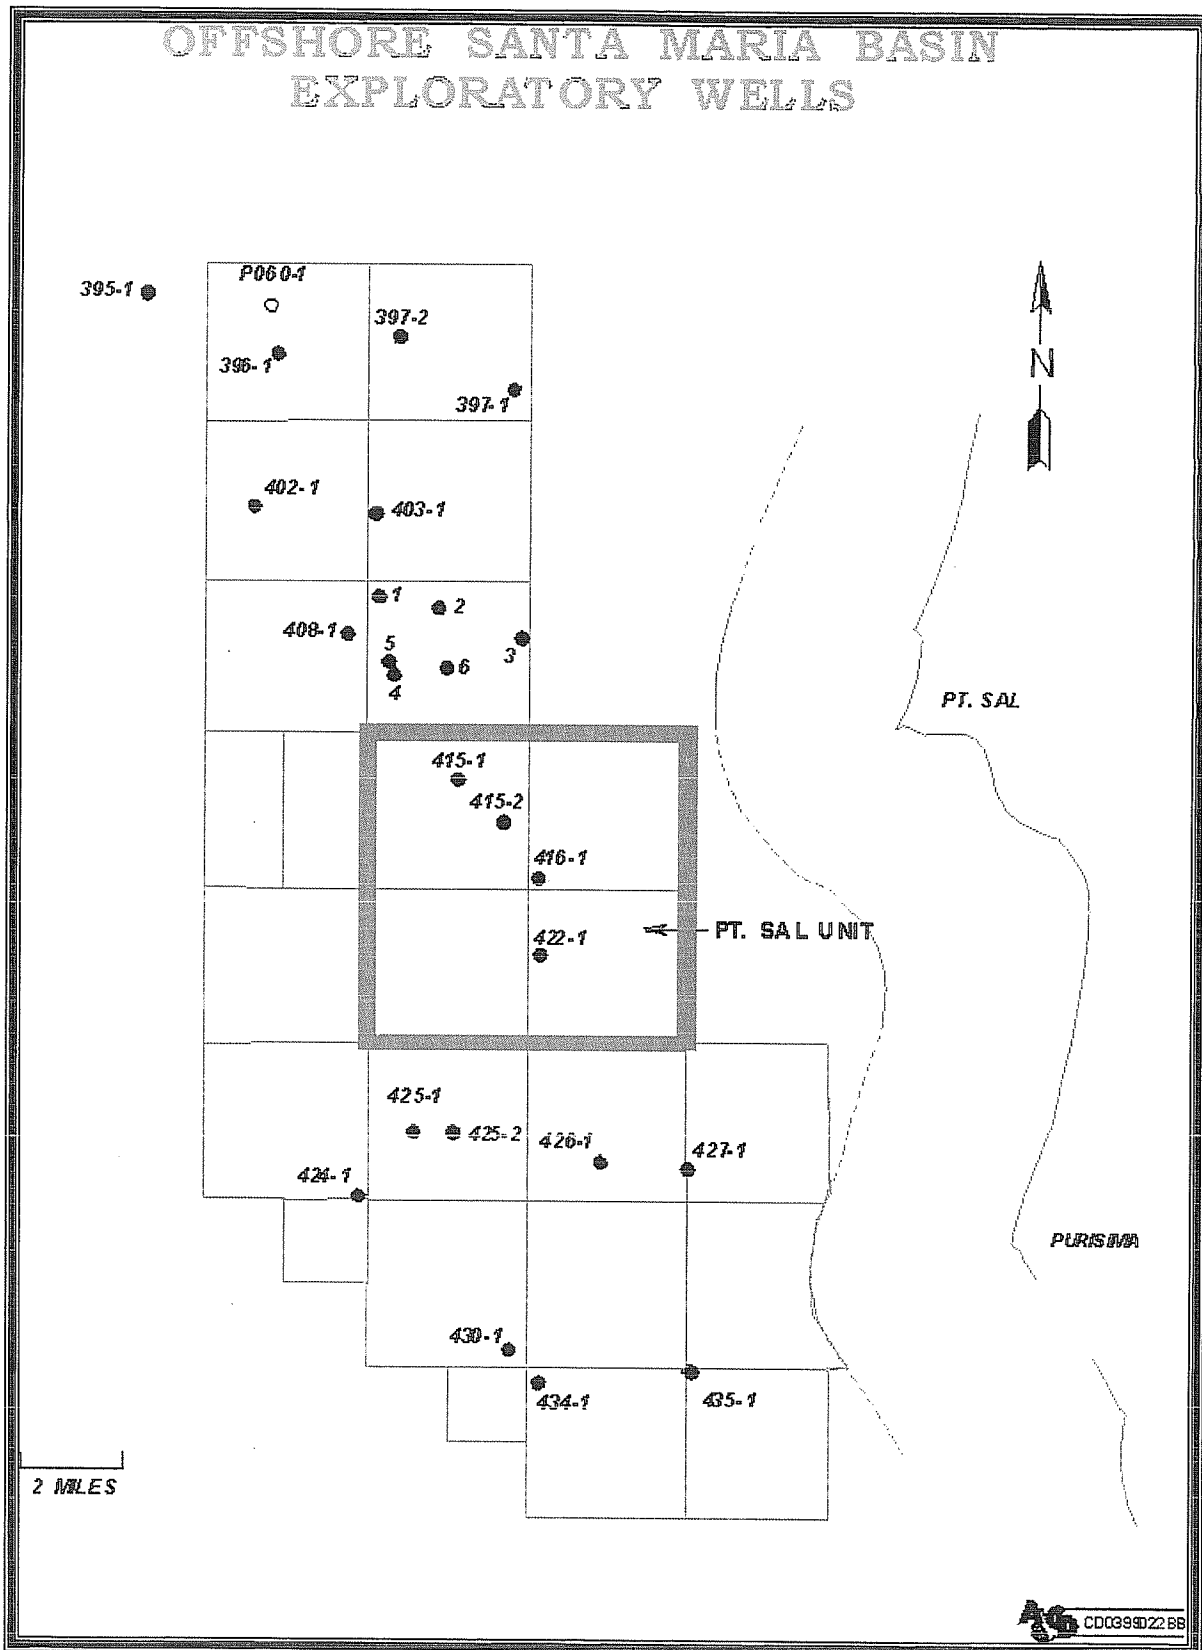 OFFSHORE SANTA MARIA BASIN
EXPLORATORY WELLS
395-1
P060-1
397-2
396-1
397-1
N
402-1
403-1
1
2
408-1
5
3
6
4
PT. SAL
415-1
415-2
416-1
PT. SAL UNIT
422-1
425-1
425-2
426-1
427-1
424-1
PURISIMA
430-1
434-1
435-1
2 MILES
CD0399D22BB